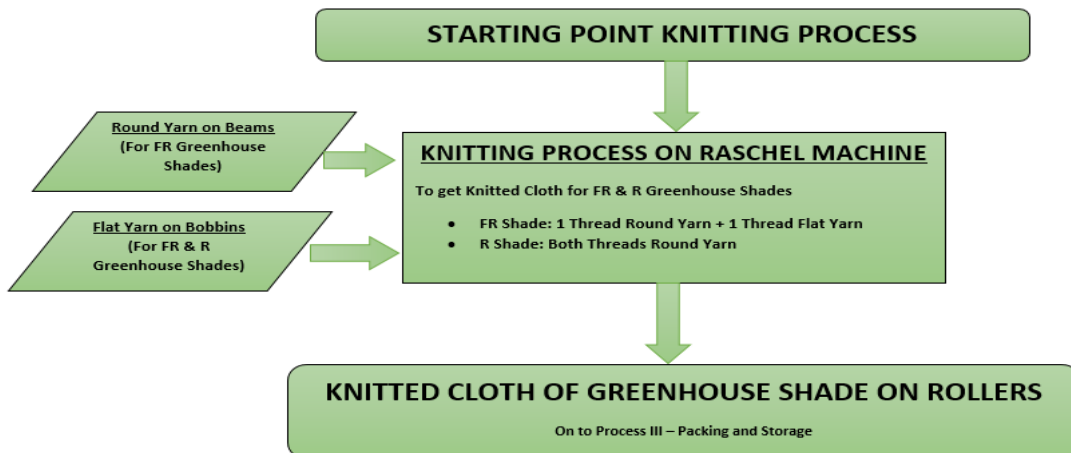 STARTING POINT KNITTING PROCESS
Round Yarn on Beams
(For FR Greenhouse
Shades)
Flat Yarn on Bobbins
(For FR & R
Greenhouse Shades)
KNITTING PROCESS ON RASCHEL MACHINE
To get Knitted Cloth for FR & R Greenhouse Shades
• FR Shade: 1 Thread Round Yarn + 1 Thread Flat Yarn
• R Shade: Both Threads Round Yarn
KNITTED CLOTH OF GREENHOUSE SHADE ON ROLLERS
On to Process III – Packing and Storage